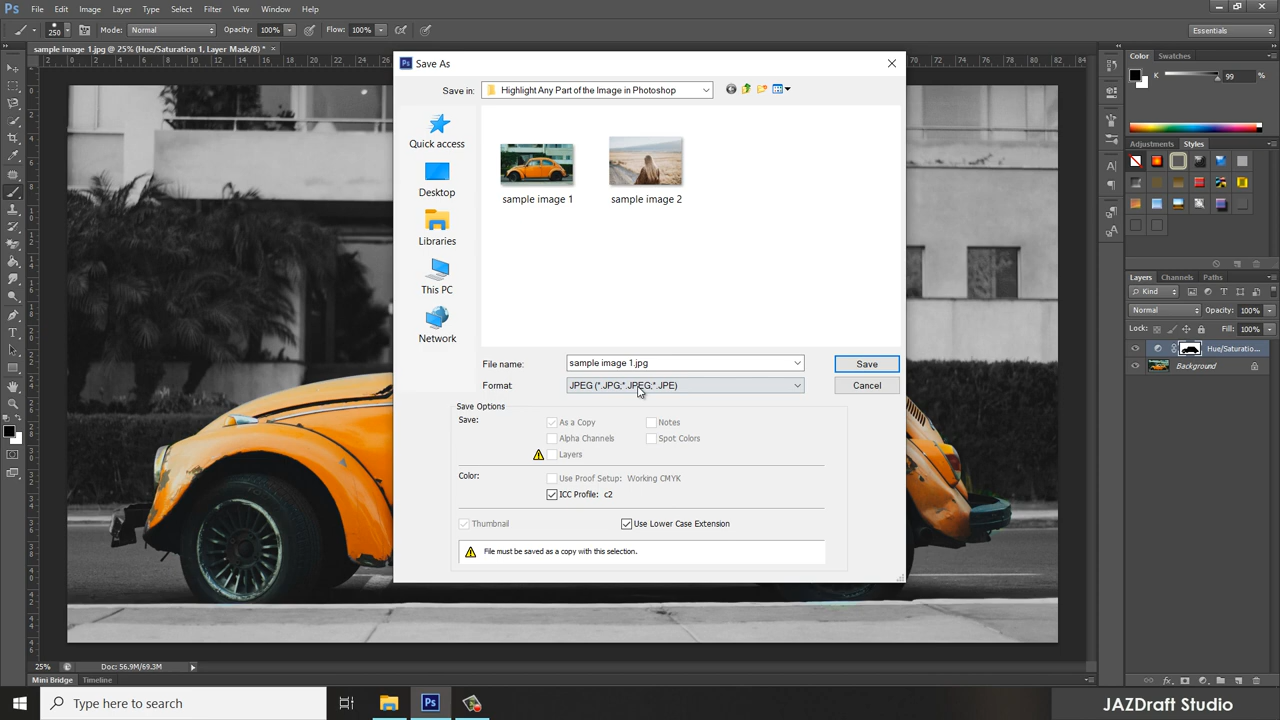 Ps File Edit Image Layer Type Select Filter View Window Help
250 Mode: Normal Opacity: 100% Flow: 100% Essentials
sample image 1.jpg @ 25% (Hue/Saturation 1, Layer Mask/8) * ×
Save As
Save in: Highlight Any Part of the Image in Photoshop
Quick access
Desktop
Libraries
This PC
Network
sample image 1
sample image 2
File name: sample image 1.jpg Save
Format: JPEG (*.JPG;*.JPEG;*.JPE) Cancel
Save Options
Save: As a Copy Notes
Alpha Channels Spot Colors
Layers
Color: Use Proof Setup: Working CMYK
ICC Profile: c2
Thumbnail Use Lower Case Extension
File must be saved as a copy with this selection.
Color Swatches
K 99 %
Adjustments Styles
Layers Channels Paths
Kind
Normal Opacity: 100%
Lock: Fill: 100%
Hue/Saturatio...
Background
25% Doc: 56.9M/69.3M
Mini Bridge Timeline
Type here to search
JAZDraft Studio